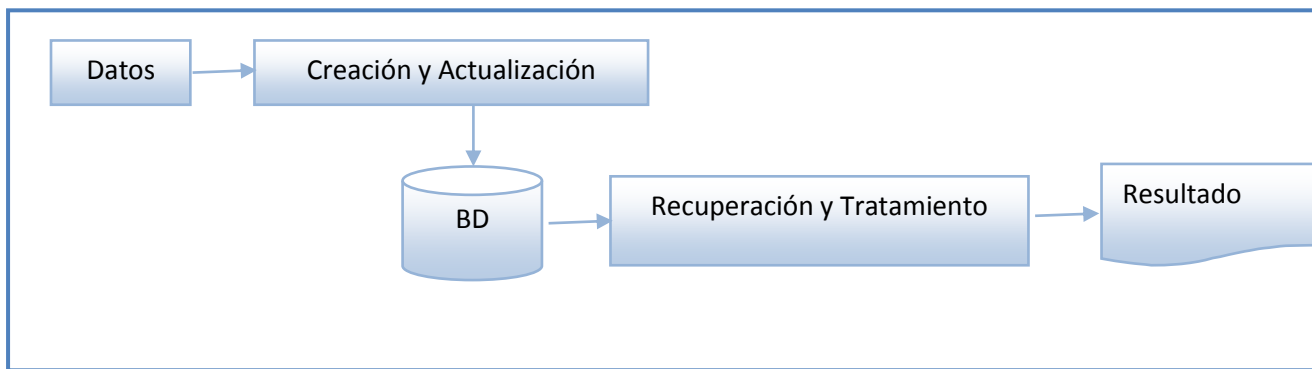 Datos
Creación y Actualización
BD
Recuperación y Tratamiento
Resultado